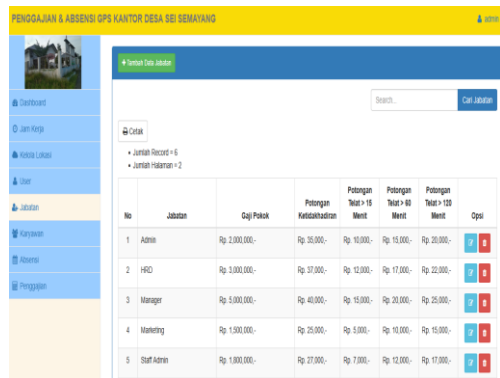 PENGGAJIAN & ABSENSI GPS KANTOR DESA SEI SEMAYANG
admin
+ Tambah Data Jabatan
Dashboard
Jam Kerja
Kelola Lokasi
User
Jabatan
Karyawan
Absensi
Penggajian
Search...
Cari Jabatan
Cetak
Jumlah Record = 6
Jumlah Halaman = 2
No Jabatan Gaji Pokok Potongan Ketidakhadiran Potongan Telat > 15 Menit Potongan Telat > 60 Menit Potongan Telat > 120 Menit Opsi
1 Admin Rp. 2,000,000,- Rp. 35,000,- Rp. 10,000,- Rp. 15,000,- Rp. 20,000,-
2 HRD Rp. 3,000,000,- Rp. 37,000,- Rp. 12,000,- Rp. 17,000,- Rp. 22,000,-
3 Manager Rp. 5,000,000,- Rp. 40,000,- Rp. 15,000,- Rp. 20,000,- Rp. 25,000,-
4 Marketing Rp. 1,500,000,- Rp. 25,000,- Rp. 5,000,- Rp. 10,000,- Rp. 15,000,-
5 Staff Admin Rp. 1,800,000,- Rp. 27,000,- Rp. 7,000,- Rp. 12,000,- Rp. 17,000,-